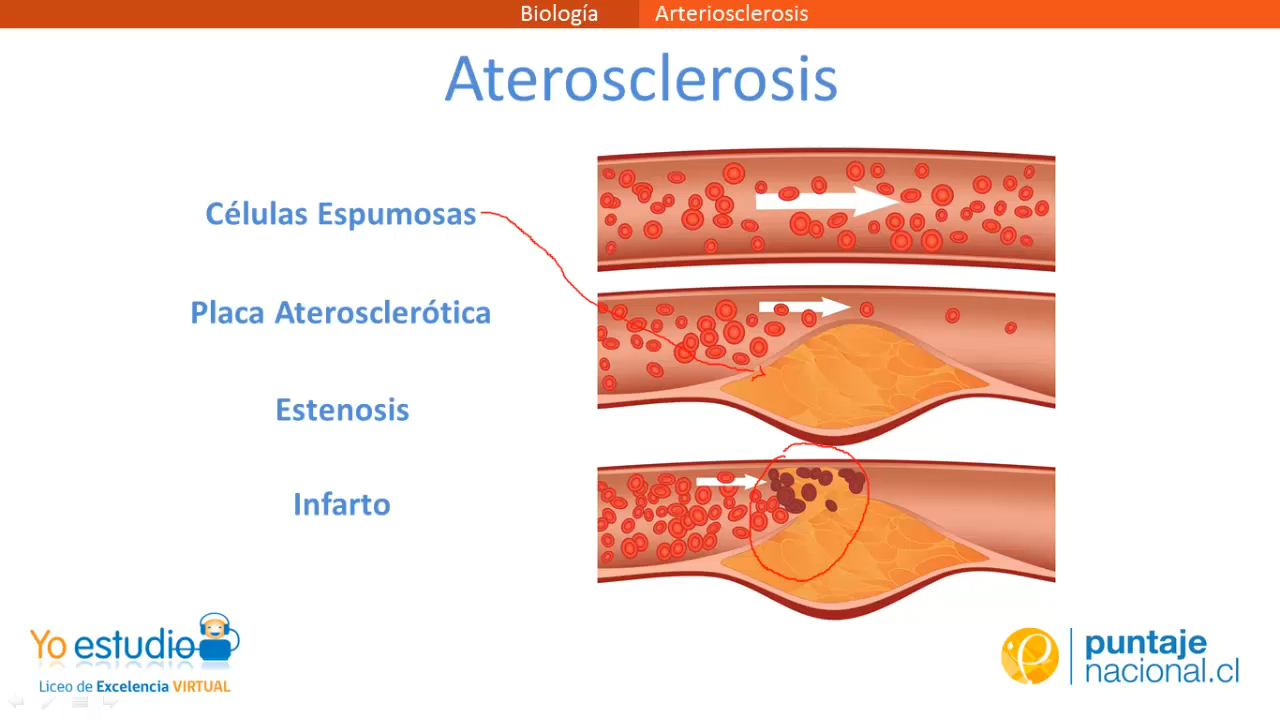 Biología
Arteriosclerosis
Aterosclerosis
Células Espumosas
Placa Aterosclerótica
Estenosis
Infarto
Yo estudio
Liceo de Excelencia VIRTUAL
puntaje
nacional.cl